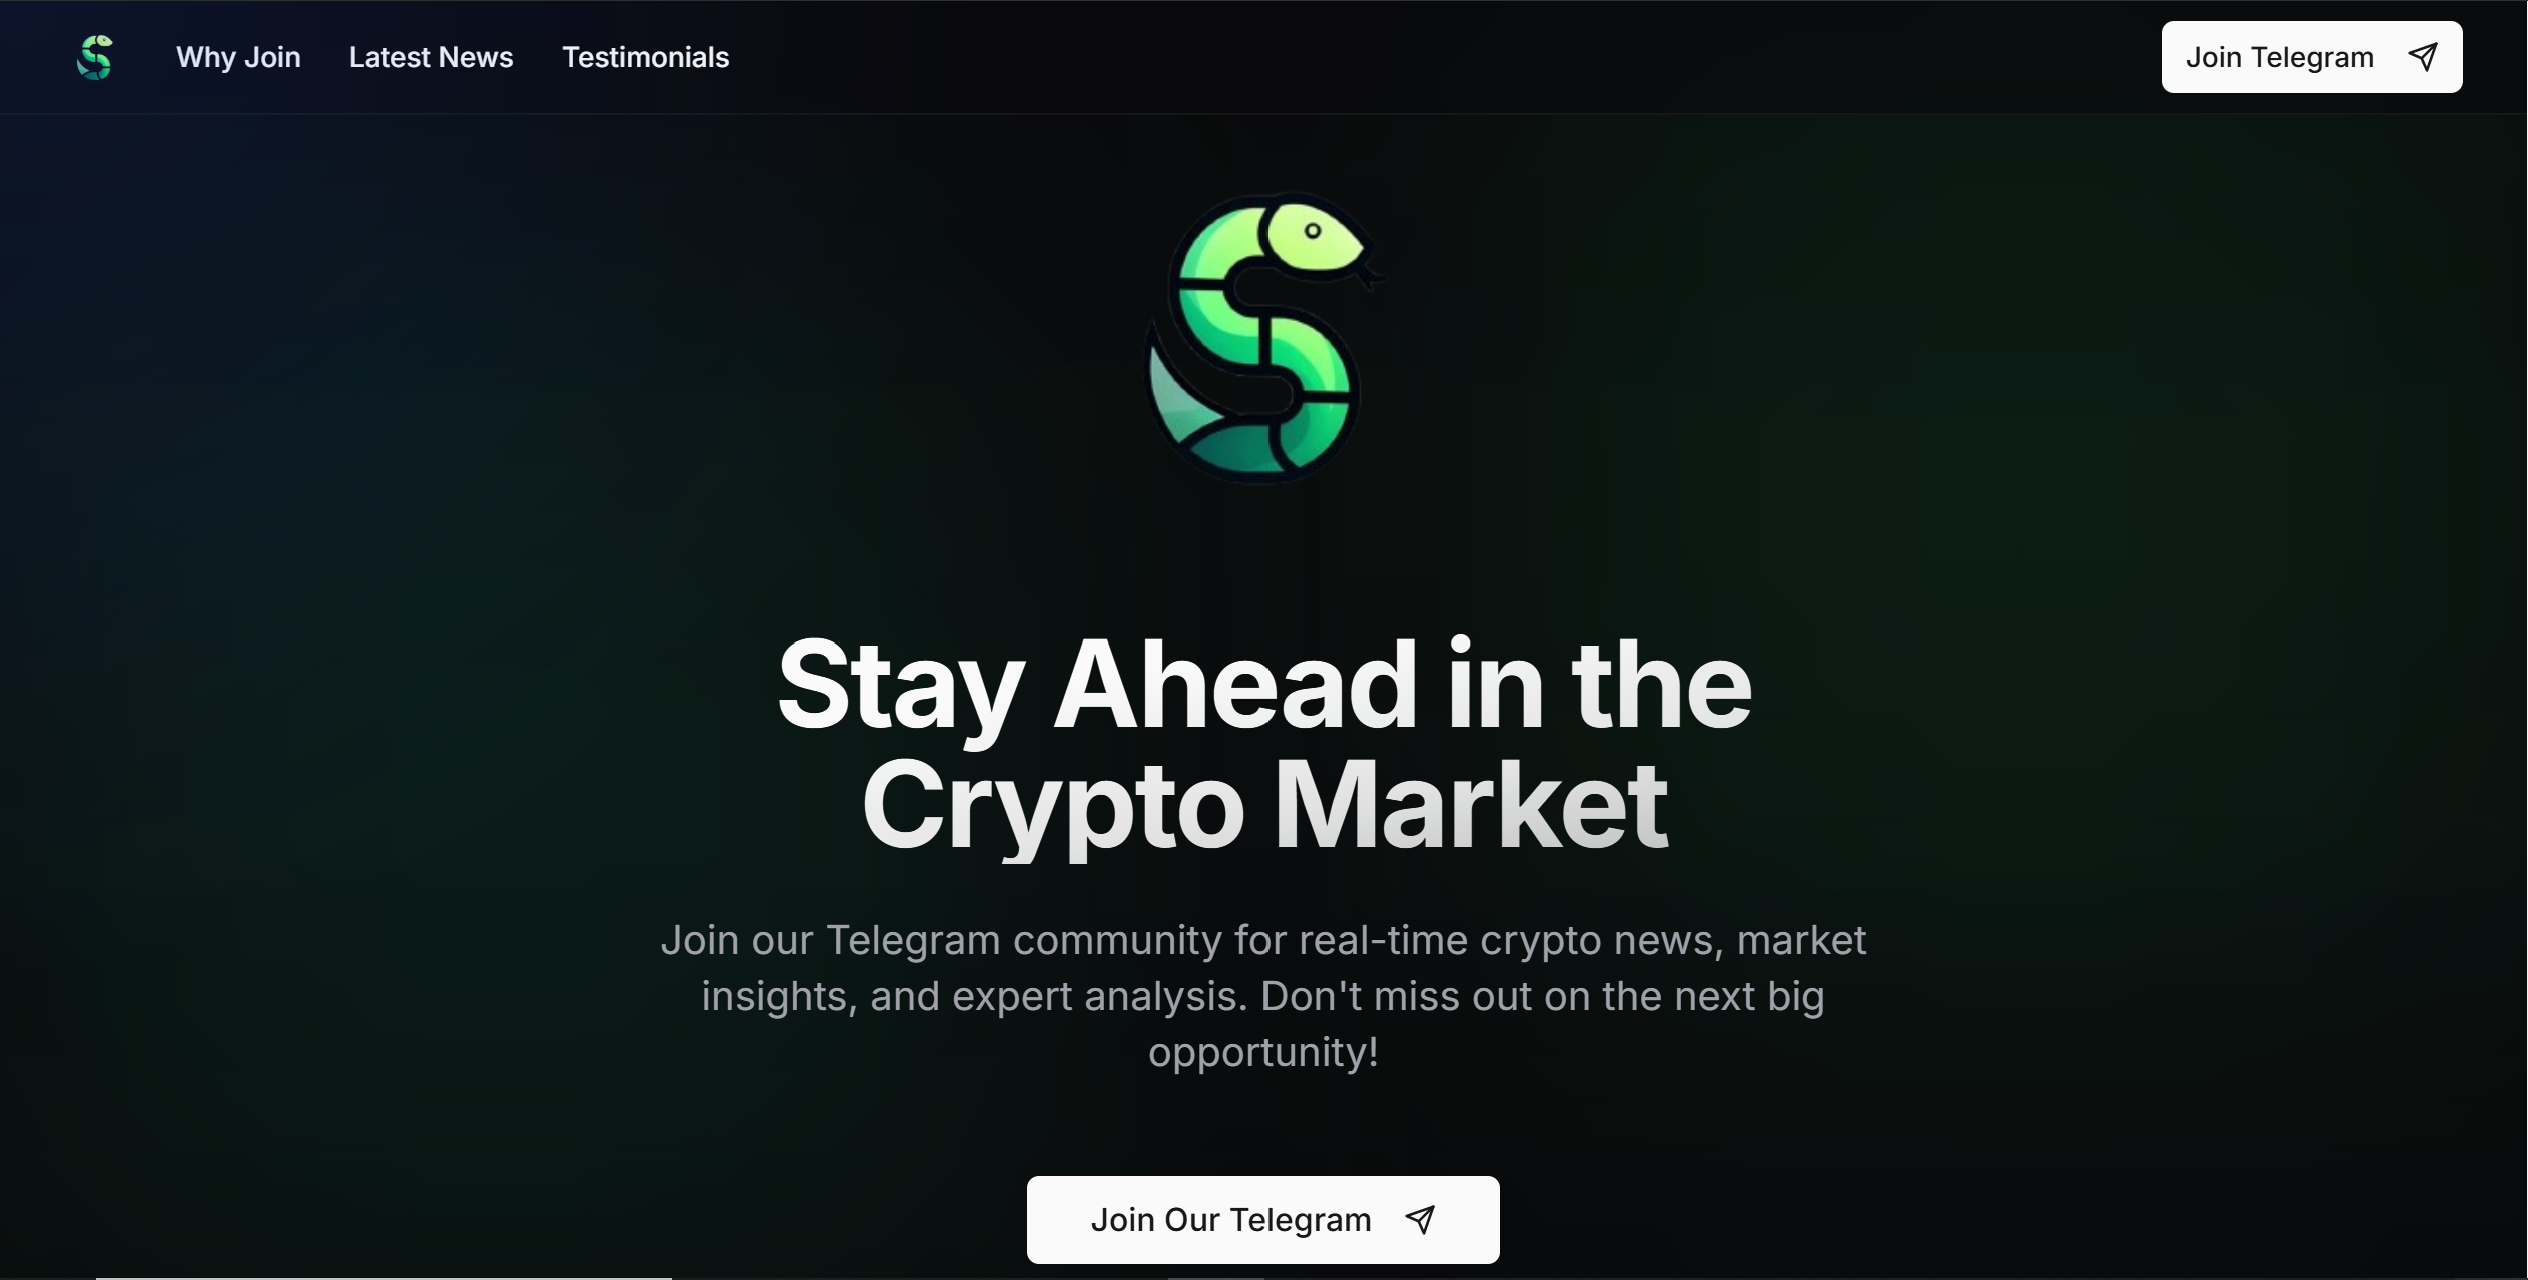 Why Join
Latest News
Testimonials
Join Telegram
Stay Ahead in the
Crypto Market
Join our Telegram community for real-time crypto news, market
insights, and expert analysis. Don't miss out on the next big
opportunity!
Join Our Telegram